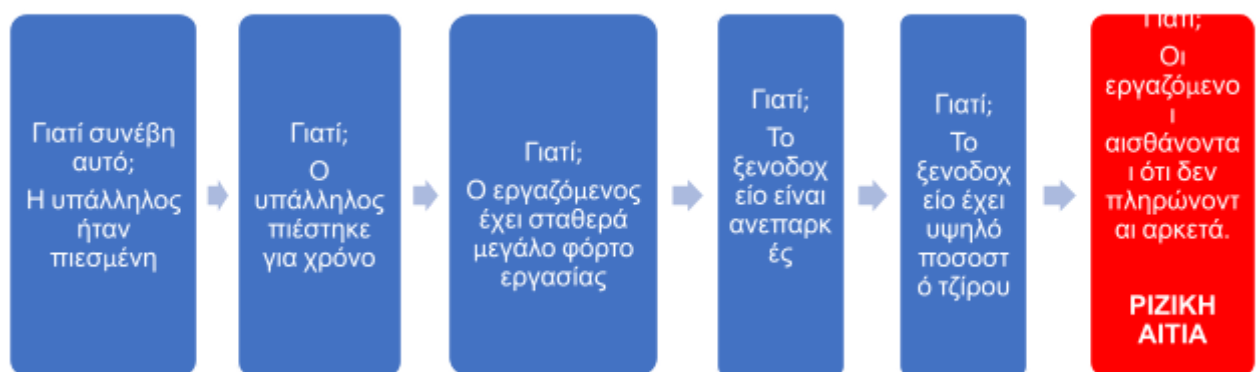 Γιατί συνέβη
αυτό;
Η υπάλληλος
ήταν
πιεσμένη
Γιατί;
Ο
υπάλληλος
πιέστηκε
για χρόνο
Γιατί;
Ο εργαζόμενος
έχει σταθερά
μεγάλο φόρτο
εργασίας
Γιατί;
Το
ξενοδοχ
είο είναι
ανεπαρκ
ές
Γιατί;
Το
ξενοδοχ
είο έχει
υψηλό
ποσοστ
ό τζίρου
Γιατί;
Οι
εργαζόμενο
ι
αισθάνοντα
ι ότι δεν
πληρώνοντ
αι αρκετά.
ΡΙΖΙΚΗ
ΑΙΤΙΑ